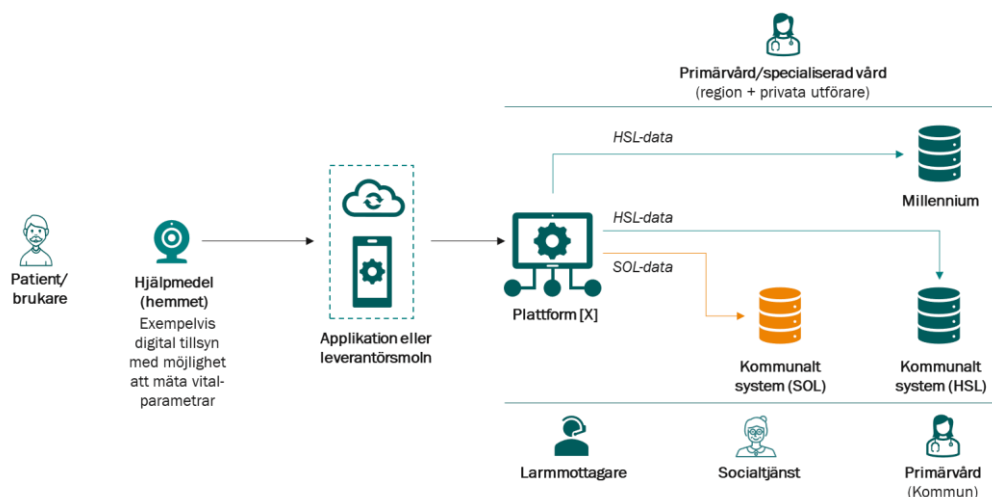 Primärvård/specialiserad vård
(region + privata utförare)
HSL-data
Millennium
Patient/
brukare
Hjälpmedel
(hemmet)
Exempelvis
digital tillsyn
med möjlighet
att mäta vital-
parametrar
Applikation eller
leverantörsmoln
Plattform [X]
HSL-data
SOL-data
Kommunalt
system (SOL)
Kommunalt
system (HSL)
Larmmottagare
Socialtjänst
Primärvård
(Kommun)